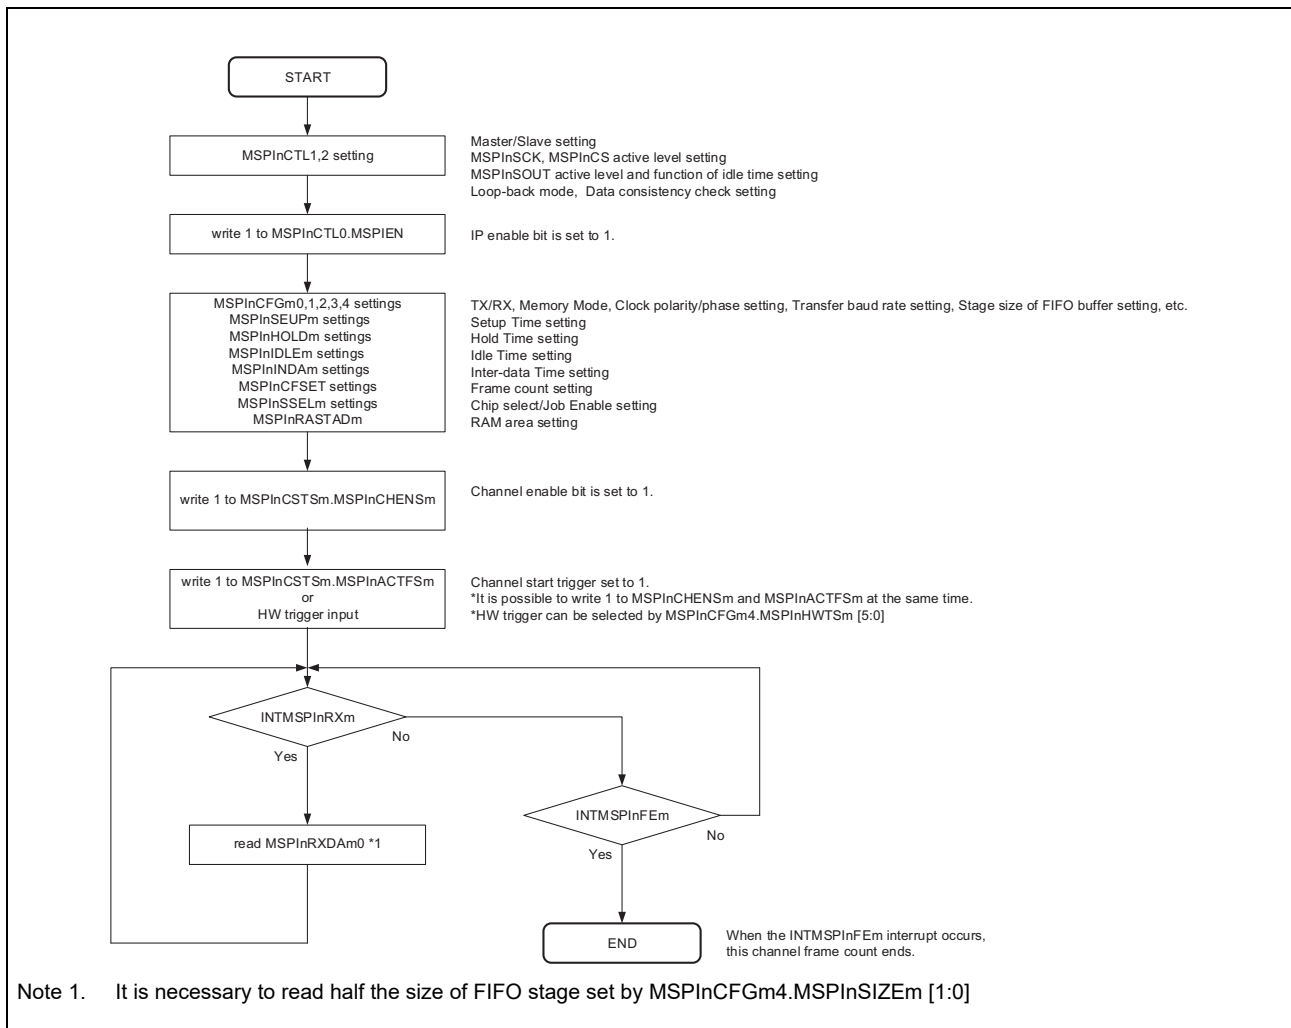 START
MSPInCTL1,2 setting
Master/Slave setting
MSPInSCK, MSPInCS active level setting
MSPInSOUT active level and function of idle time setting
Loop-back mode, Data consistency check setting
write 1 to MSPInCTL0.MSPIEN
IP enable bit is set to 1.
MSPInCFGm0,1,2,3,4 settings
MSPInSEUPm settings
MSPInHOLDm settings
MSPInIDLEm settings
MSPInINDAm settings
MSPInCFSET settings
MSPInSSELm settings
MSPInRASTADm
TX/RX, Memory Mode, Clock polarity/phase setting, Transfer baud rate setting, Stage size of FIFO buffer setting, etc.
Setup Time setting
Hold Time setting
Idle Time setting
Inter-data Time setting
Frame count setting
Chip select/Job Enable setting
RAM area setting
write 1 to MSPInCSTSm.MSPInCHENSm
Channel enable bit is set to 1.
write 1 to MSPInCSTSm.MSPInACTFSm
or
HW trigger input
Channel start trigger set to 1.
*It is possible to write 1 to MSPInCHENSm and MSPInACTFSm at the same time.
*HW trigger can be selected by MSPInCFGm4.MSPInHWTSm [5:0]
INTMSPInRXm
No
Yes
INTMSPInFEm
No
Yes
read MSPInRXDAm0 *1
END
When the INTMSPInFEm interrupt occurs,
this channel frame count ends.
Note 1. It is necessary to read half the size of FIFO stage set by MSPInCFGm4.MSPInSIZEm [1:0]